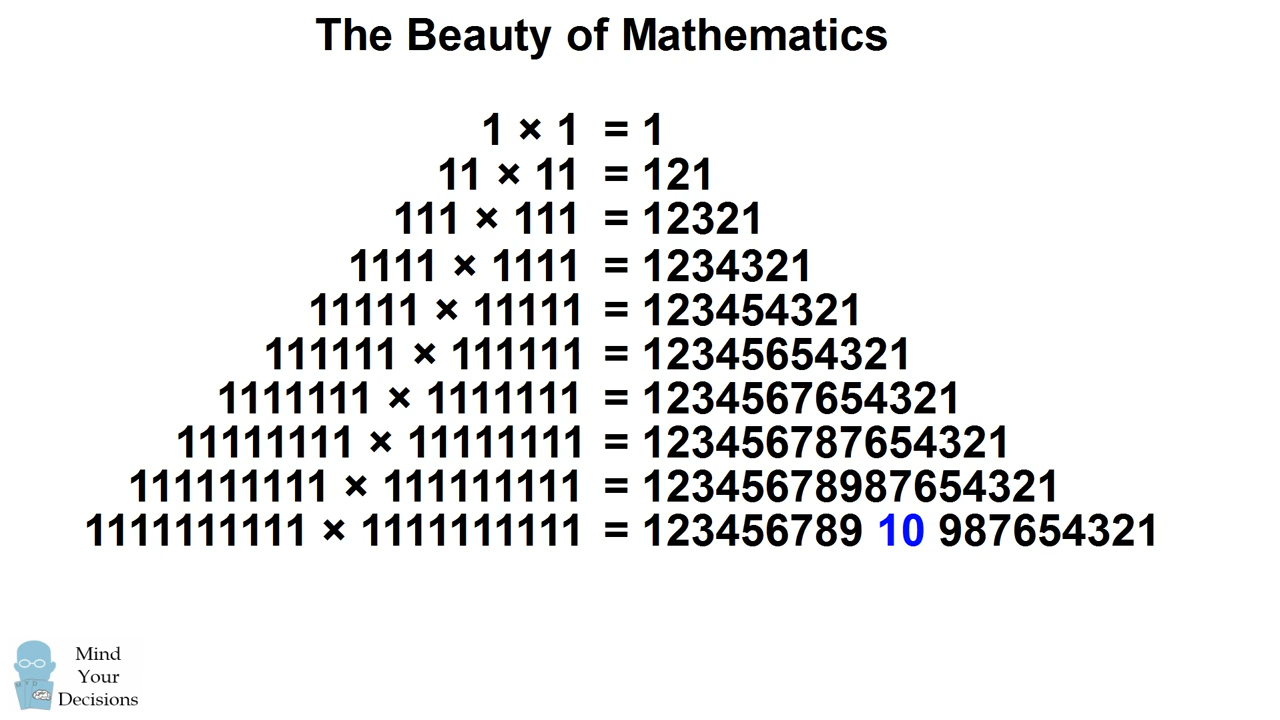 The Beauty of Mathematics
1 × 1 = 1
11 × 11 = 121
111 × 111 = 12321
1111 × 1111 = 1234321
11111 × 11111 = 123454321
111111 × 111111 = 12345654321
1111111 × 1111111 = 1234567654321
11111111 × 11111111 = 123456787654321
111111111 × 111111111 = 12345678987654321
1111111111 × 1111111111 = 123456789 10 987654321
Mind
Your
Decisions